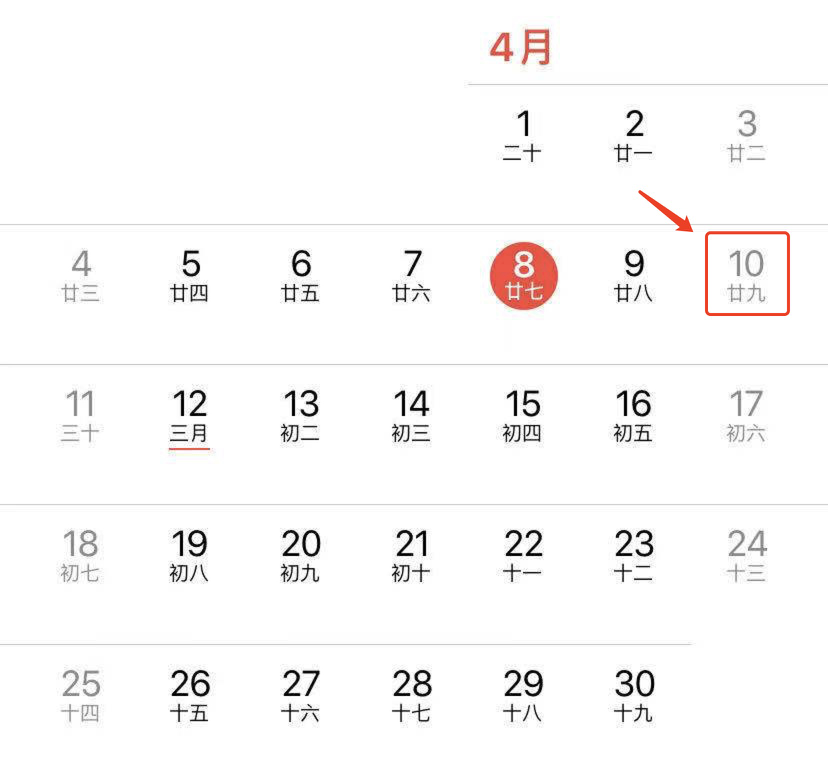 4月
1 2 3
二十 廿一 廿二
4 5 6 7 8 9 10
廿三 廿四 廿五 廿六 廿七 廿八 廿九
11 12 13 14 15 16 17
三十 三月 初二 初三 初四 初五 初六
18 19 20 21 22 23 24
初七 初八 初九 初十 十一 十二 十三
25 26 27 28 29 30
十四 十五 十六 十七 十八 十九